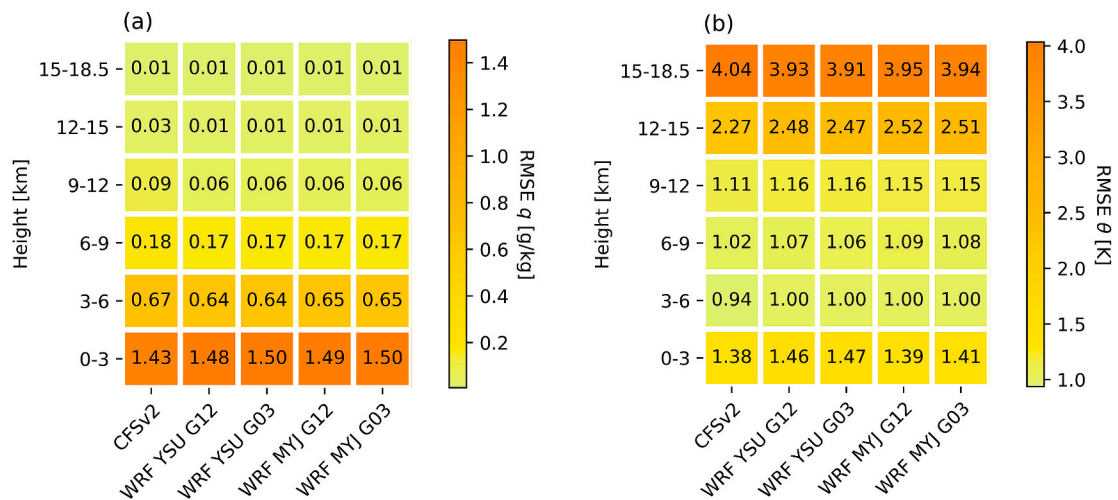 (a)
15-18.5 0.01 0.01 0.01 0.01 0.01
12-15 0.03 0.01 0.01 0.01 0.01
9-12 0.09 0.06 0.06 0.06 0.06
6-9 0.18 0.17 0.17 0.17 0.17
3-6 0.67 0.64 0.64 0.65 0.65
0-3 1.43 1.48 1.50 1.49 1.50
Height [km]
CFSv2
WRF YSU G12
WRF YSU G03
WRF MYJ G12
WRF MYJ G03
1.4
1.2
1.0
0.8
0.6
0.4
0.2
RMSE q [g/kg]
(b)
15-18.5 4.04 3.93 3.91 3.95 3.94
12-15 2.27 2.48 2.47 2.52 2.51
9-12 1.11 1.16 1.16 1.15 1.15
6-9 1.02 1.07 1.06 1.09 1.08
3-6 0.94 1.00 1.00 1.00 1.00
0-3 1.38 1.46 1.47 1.39 1.41
Height [km]
CFSv2
WRF YSU G12
WRF YSU G03
WRF MYJ G12
WRF MYJ G03
4.0
3.5
3.0
2.5
2.0
1.5
1.0
RMSE θ [K]